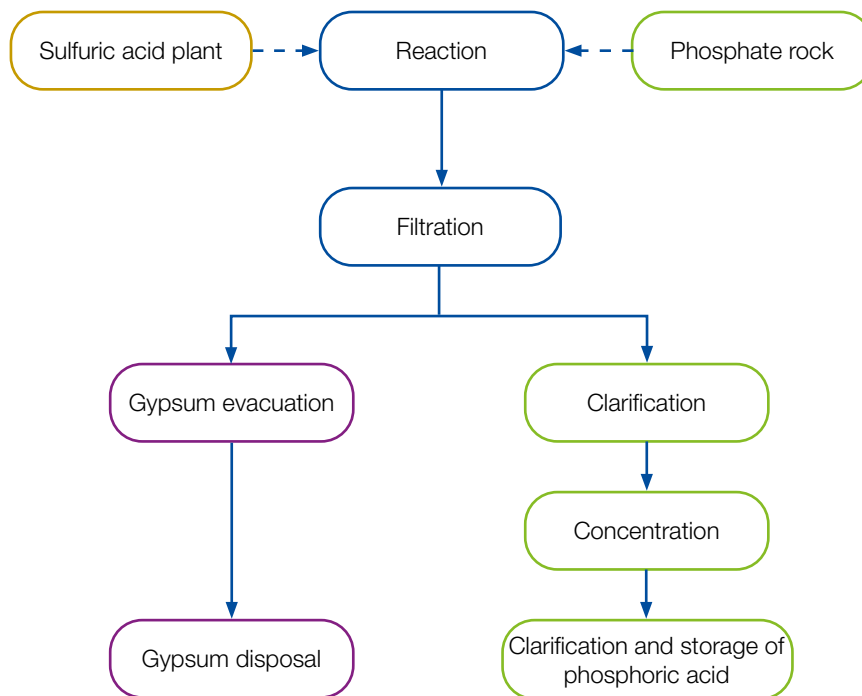 Sulfuric acid plant
Reaction
Phosphate rock
Filtration
Gypsum evacuation
Clarification
Concentration
Gypsum disposal
Clarification and storage of
phosphoric acid